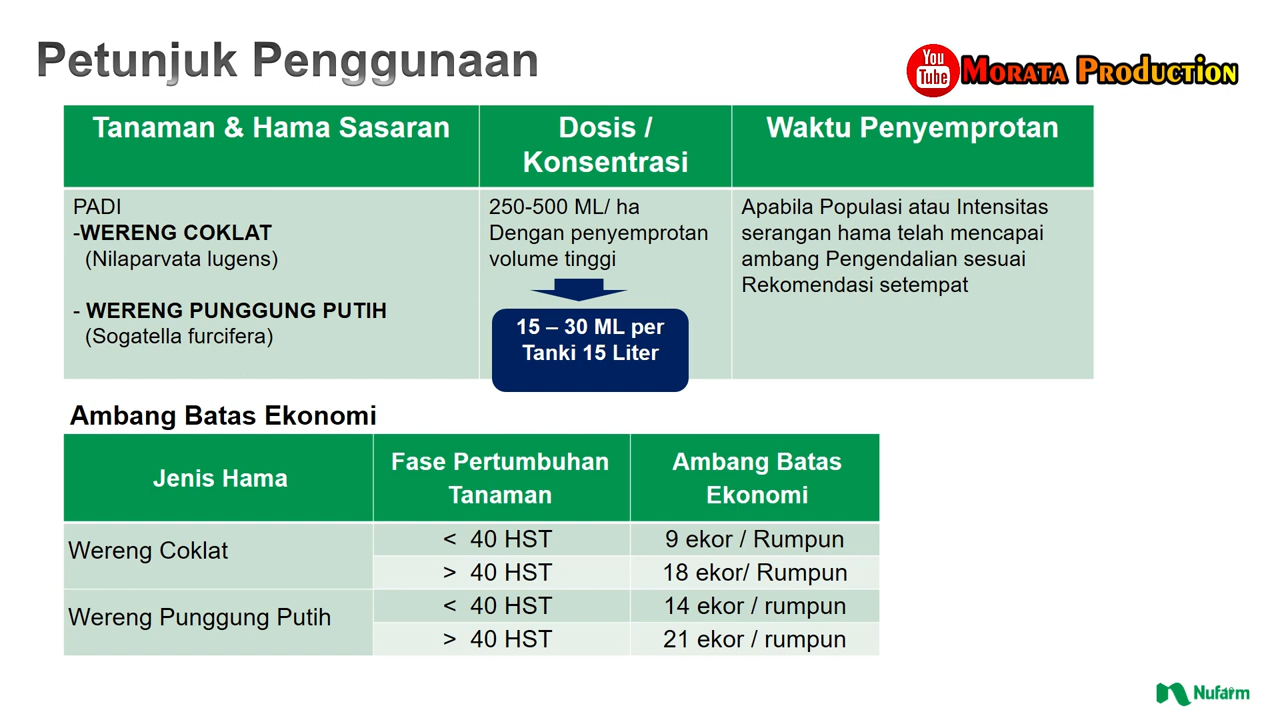 Petunjuk Penggunaan
You
Tube
MORATA PRODUCTION
Tanaman & Hama Sasaran
Dosis /
Konsentrasi
Waktu Penyemprotan
PADI
-WERENG COKLAT
(Nilaparvata lugens)
- WERENG PUNGGUNG PUTIH
(Sogatella furcifera)
250-500 ML/ ha
Dengan penyemprotan
volume tinggi
15 – 30 ML per
Tanki 15 Liter
Apabila Populasi atau Intensitas
serangan hama telah mencapai
ambang Pengendalian sesuai
Rekomendasi setempat
Ambang Batas Ekonomi
Jenis Hama
Fase Pertumbuhan
Tanaman
Ambang Batas
Ekonomi
Wereng Coklat
< 40 HST
9 ekor / Rumpun
> 40 HST
18 ekor/ Rumpun
Wereng Punggung Putih
< 40 HST
14 ekor / rumpun
> 40 HST
21 ekor / rumpun
Nufarm